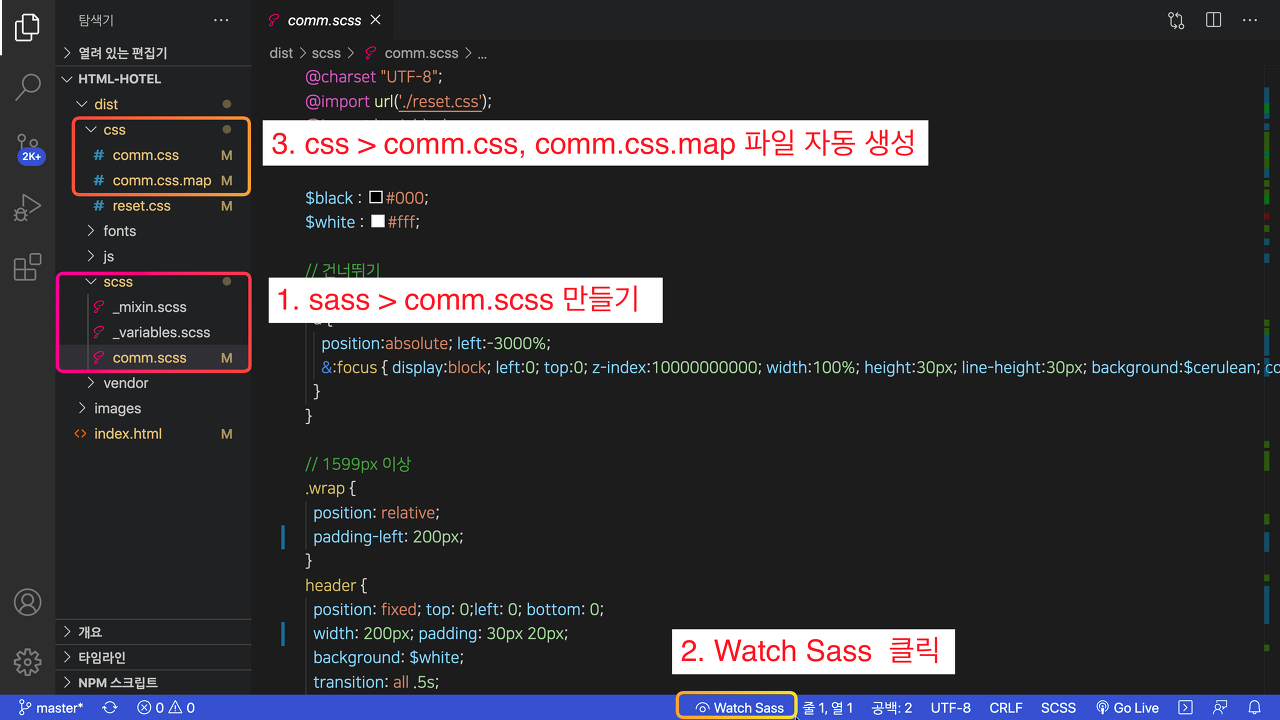 탐색기
열려 있는 편집기
HTML-HOTEL
dist
css
# comm.css M
# comm.css.map M
# reset.css M
fonts
js
scss
_mixin.scss
_variables.scss
comm.scss M
vendor
images
<> index.html M
개요
타임라인
NPM 스크립트
2K+
comm.scss
dist > scss > comm.scss > ...
@charset "UTF-8";
@import url('./reset.css');
3. css > comm.css, comm.css.map 파일 자동 생성
$black : #000;
$white : #fff;
// 건너뛰기
1. sass > comm.scss 만들기
position:absolute; left:-3000%;
&:focus { display:block; left:0; top:0; z-index:10000000000; width:100%; height:30px; line-height:30px; background:$cerulean; co
}
}
// 1599px 이상
.wrap {
position: relative;
padding-left: 200px;
}
header {
position: fixed; top: 0;left: 0; bottom: 0;
width: 200px; padding: 30px 20px;
background: $white;
transition: all .5s;
2. Watch Sass 클릭
master* 0 0 Watch Sass 줄 1, 열 1 공백: 2 UTF-8 CRLF SCSS Go Live